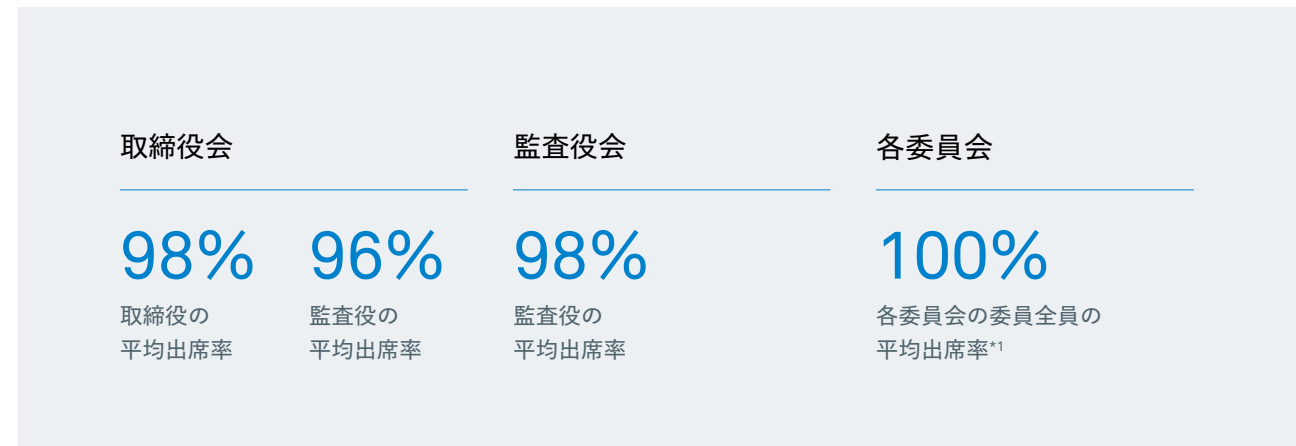 取締役会
98%
取締役の
平均出席率
96%
監査役の
平均出席率
監査役会
98%
監査役の
平均出席率
各委員会
100%
各委員会の委員全員の
平均出席率*1